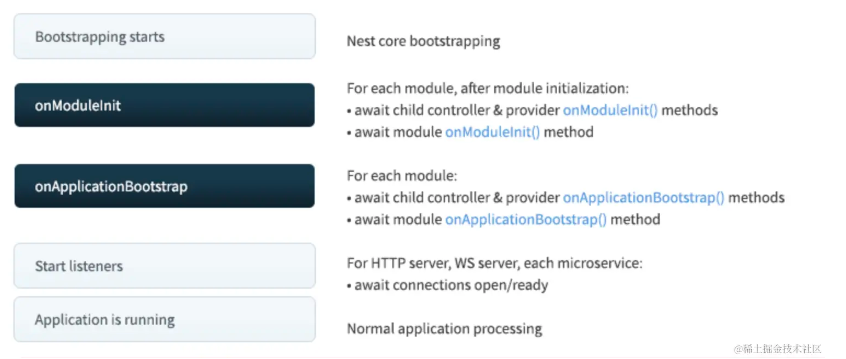 Bootstrapping starts
Nest core bootstrapping
onModuleInit
For each module, after module initialization:
• await child controller & provider onModuleInit() methods
• await module onModuleInit() method
onApplicationBootstrap
For each module:
• await child controller & provider onApplicationBootstrap() methods
• await module onApplicationBootstrap() method
Start listeners
For HTTP server, WS server, each microservice:
• await connections open/ready
Application is running
Normal application processing
@稀土掘金技术社区